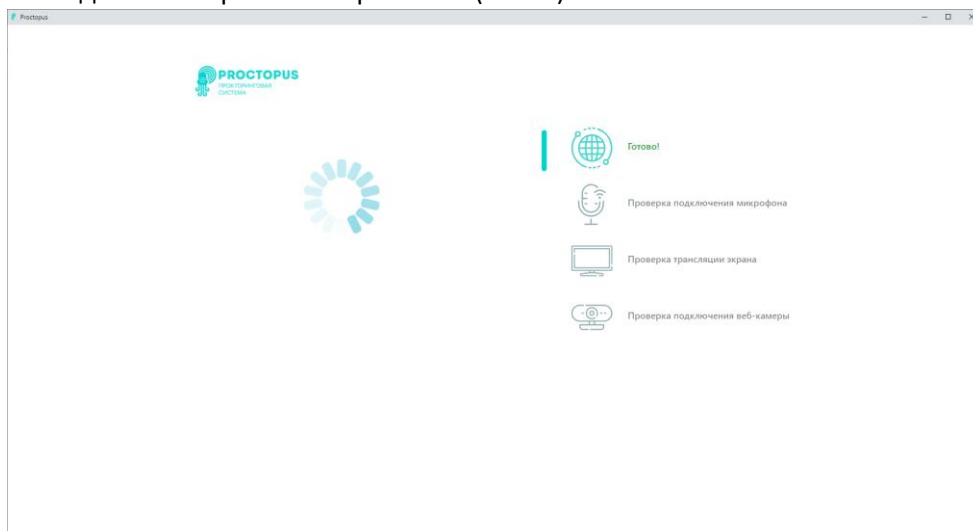 Proctopus
PROCTOPUS
ПРОКТОРИНГОВАЯ
СИСТЕМА
Готово!
Проверка подключения микрофона
Проверка трансляции экрана
Проверка подключения веб-камеры